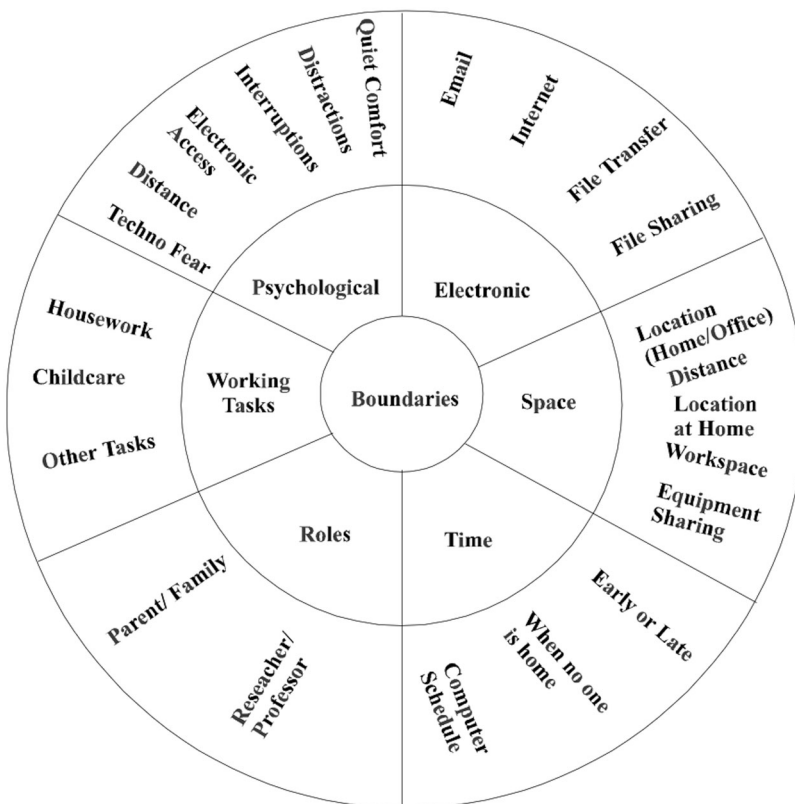 Boundaries
Psychological
Electronic
Space
Time
Roles
Working
Tasks
Quiet Comfort
Distractions
Interruptions
Electronic
Access
Distance
Techno Fear
Email
Internet
File Transfer
File Sharing
Location
(Home/Office)
Distance
Location
at Home
Workspace
Equipment
Sharing
Early or Late
When no one
is home
Computer
Schedule
Reseacher/
Professor
Parent/ Family
Housework
Childcare
Other Tasks